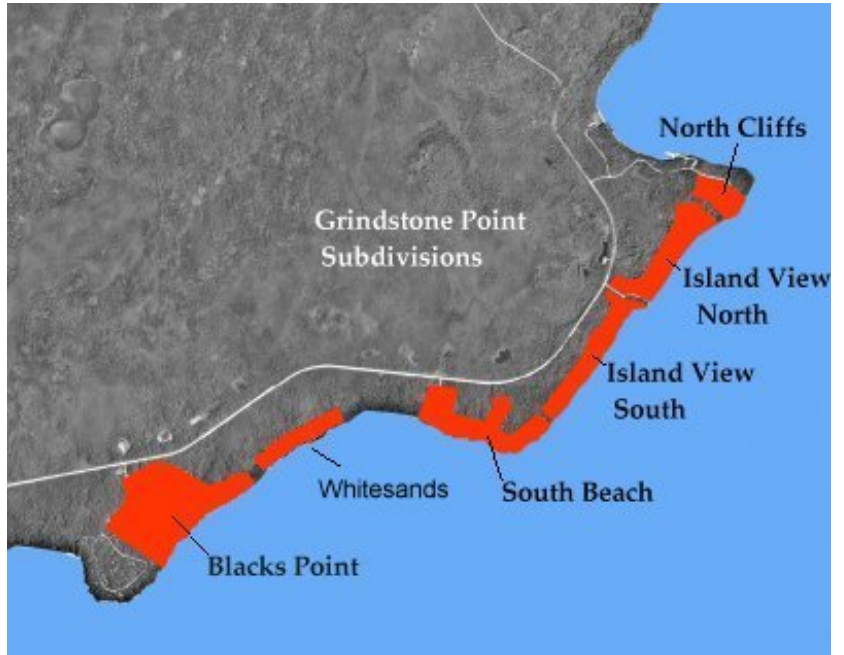 North Cliffs
Grindstone Point
Subdivisions
Island View
North
Island View
South
Whitesands
South Beach
Blacks Point